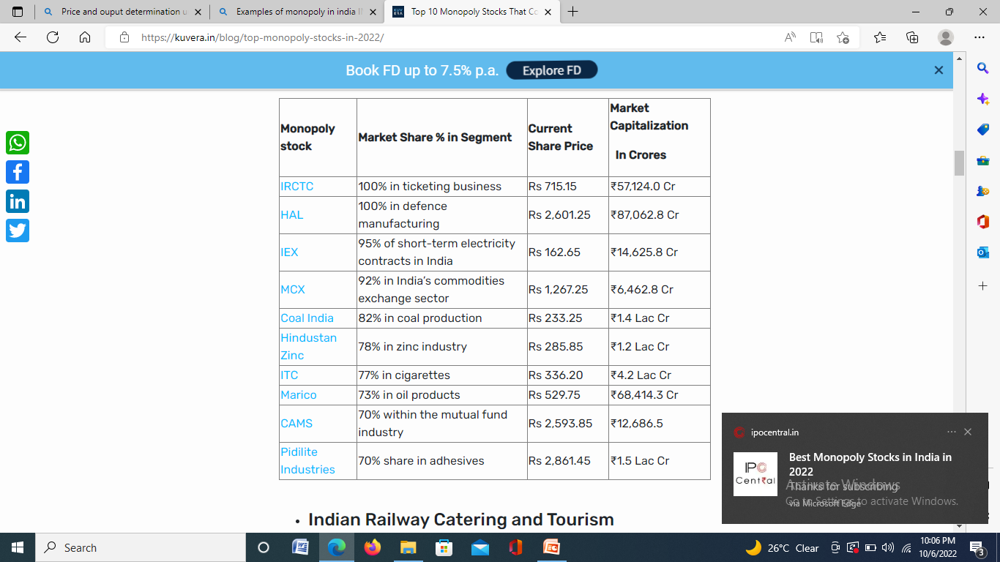 Price and ouput determination u
Examples of monopoly in india I
Top 10 Monopoly Stocks That Co
https://kuvera.in/blog/top-monopoly-stocks-in-2022/
Book FD up to 7.5% p.a. Explore FD
Monopoly stock
Market Share % in Segment
Current Share Price
Market Capitalization
In Crores
IRCTC 100% in ticketing business Rs 715.15 ₹57,124.0 Cr
HAL 100% in defence manufacturing Rs 2,601.25 ₹87,062.8 Cr
IEX 95% of short-term electricity contracts in India Rs 162.65 ₹14,625.8 Cr
MCX 92% in India’s commodities exchange sector Rs 1,267.25 ₹6,462.8 Cr
Coal India 82% in coal production Rs 233.25 ₹1.4 Lac Cr
Hindustan Zinc 78% in zinc industry Rs 285.85 ₹1.2 Lac Cr
ITC 77% in cigarettes Rs 336.20 ₹4.2 Lac Cr
Marico 73% in oil products Rs 529.75 ₹68,414.3 Cr
CAMS 70% within the mutual fund industry Rs 2,593.85 ₹12,686.5
Pidilite Industries 70% share in adhesives Rs 2,861.45 ₹1.5 Lac Cr
• Indian Railway Catering and Tourism
ipocentral.in
IPO Central
Best Monopoly Stocks in India in
2022
Thanks for subscribing
via Microsoft Edge
Activate Windows
Go to Settings to activate Windows.
Search
26°C Clear
10:06 PM
10/6/2022
3